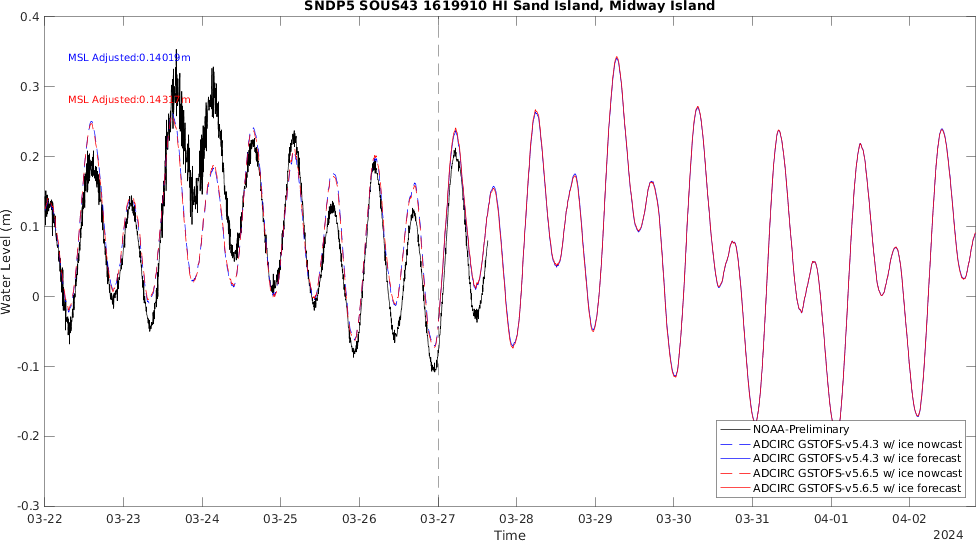 SNDP5 SOUS43 1619910 HI Sand Island, Midway Island
0.4
0.3
0.2
0.1
0
-0.1
-0.2
-0.3
Water Level (m)
MSL Adjusted:0.14019m
MSL Adjusted:
NOAA-Preliminary
ADCIRC GSTOFS-v5.4.3 w/ ice nowcast
ADCIRC GSTOFS-v5.4.3 w/ ice forecast
ADCIRC GSTOFS-v5.6.5 w/ ice nowcast
ADCIRC GSTOFS-v5.6.5 w/ ice forecast
03-22 03-23 03-24 03-25 03-26 03-27 03-28 03-29 03-30 03-31 04-01 04-02
Time
2024